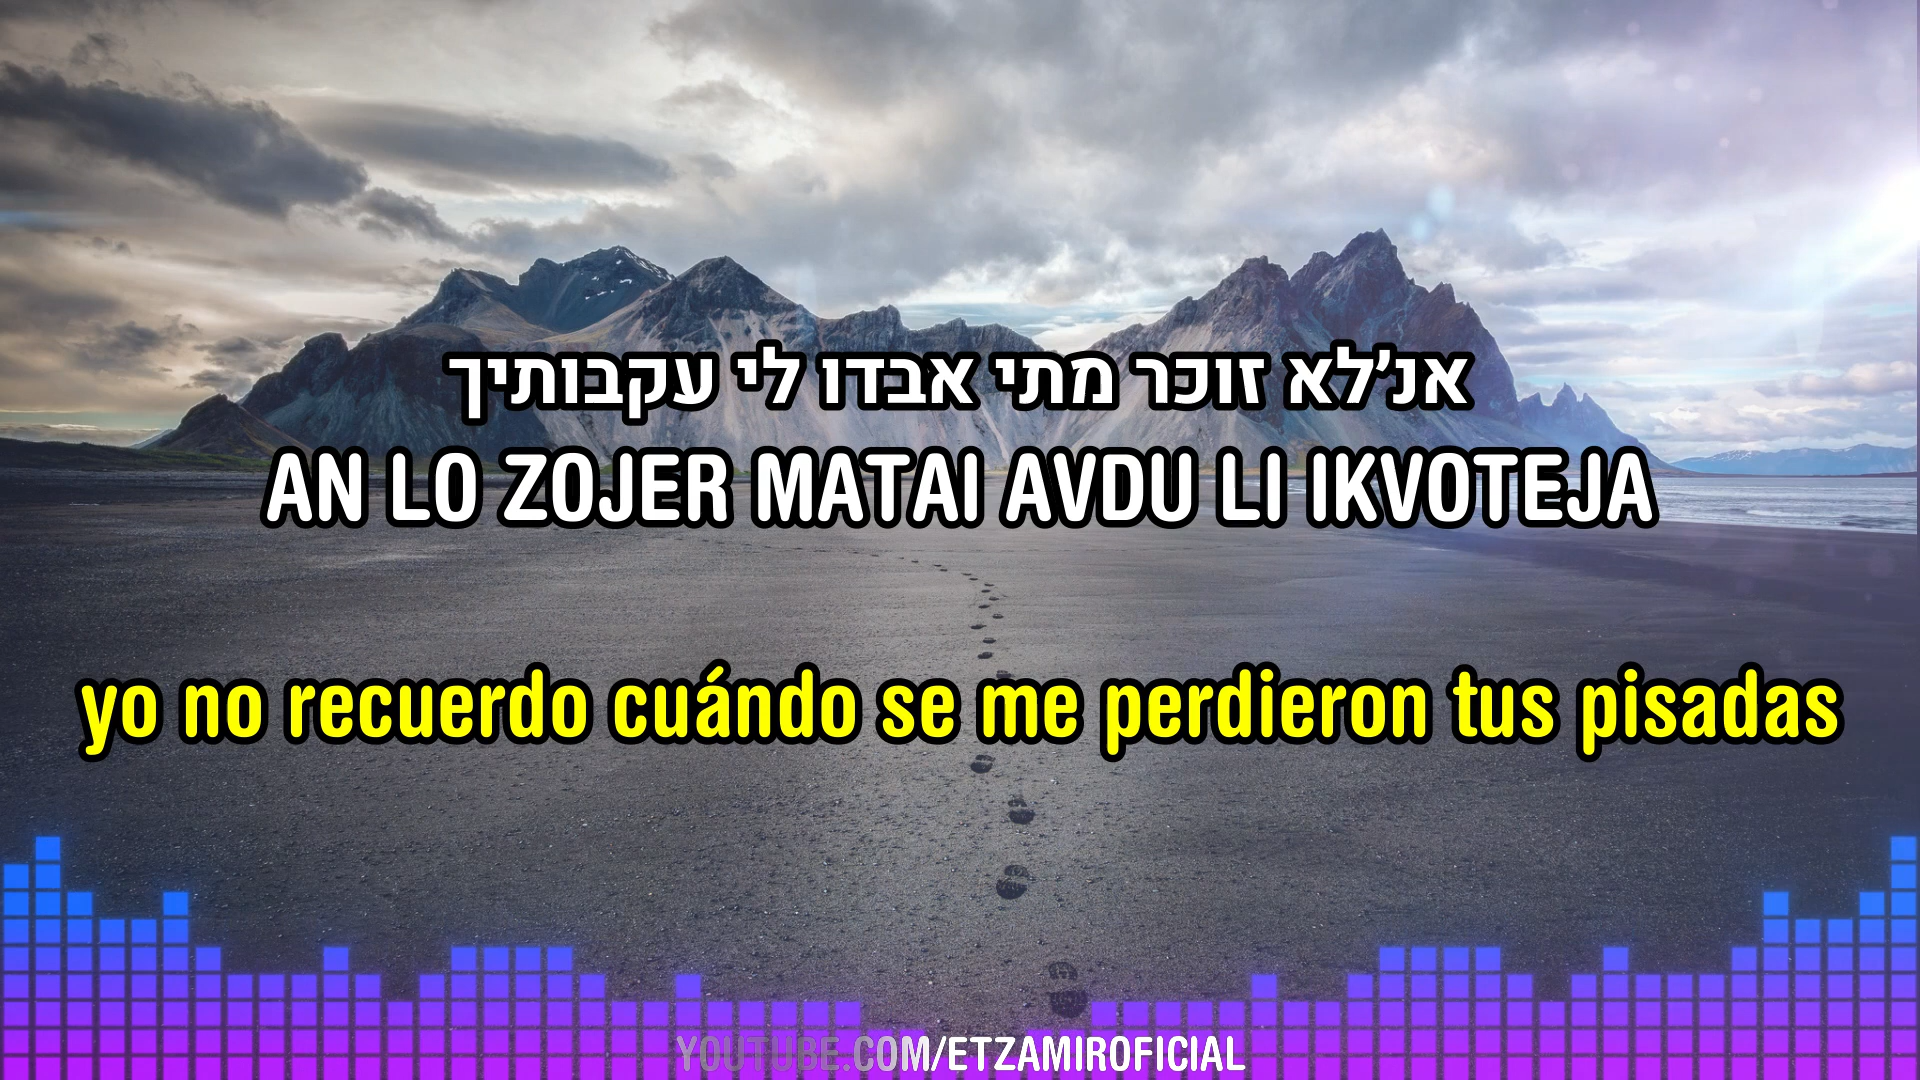 אנ'לא זוכר מתי אבדו לי עקבותיך
AN LO ZOJER MATAI AVDU LI IKVOTEJA
yo no recuerdo cuándo se me perdieron tus pisadas
YOUTUBE.COM/ETZAMIROFICIAL